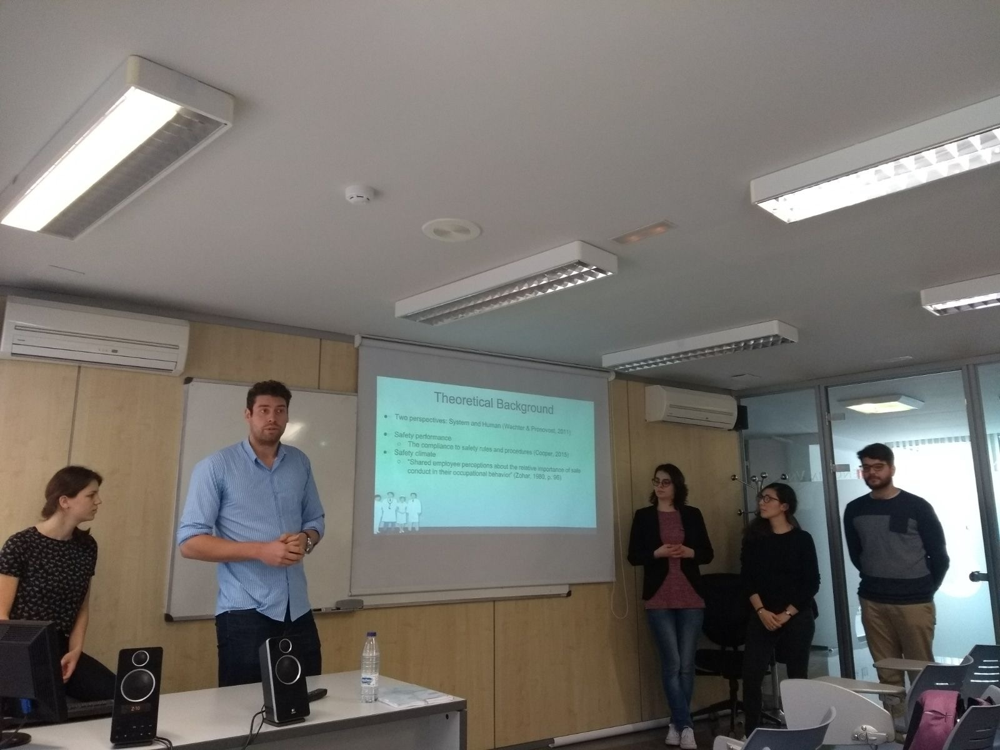 Theoretical Background
● Two perspectives: System and Human (Wachter & Pronovost, 2011)
● Safety performance
○ The compliance to safety rules and procedures (Cooper, 2015)
● Safety climate
○ "Shared employee perceptions about the relative importance of safe
conduct in their occupational behavior" (Zohar, 1980, p. 96)
Z-10